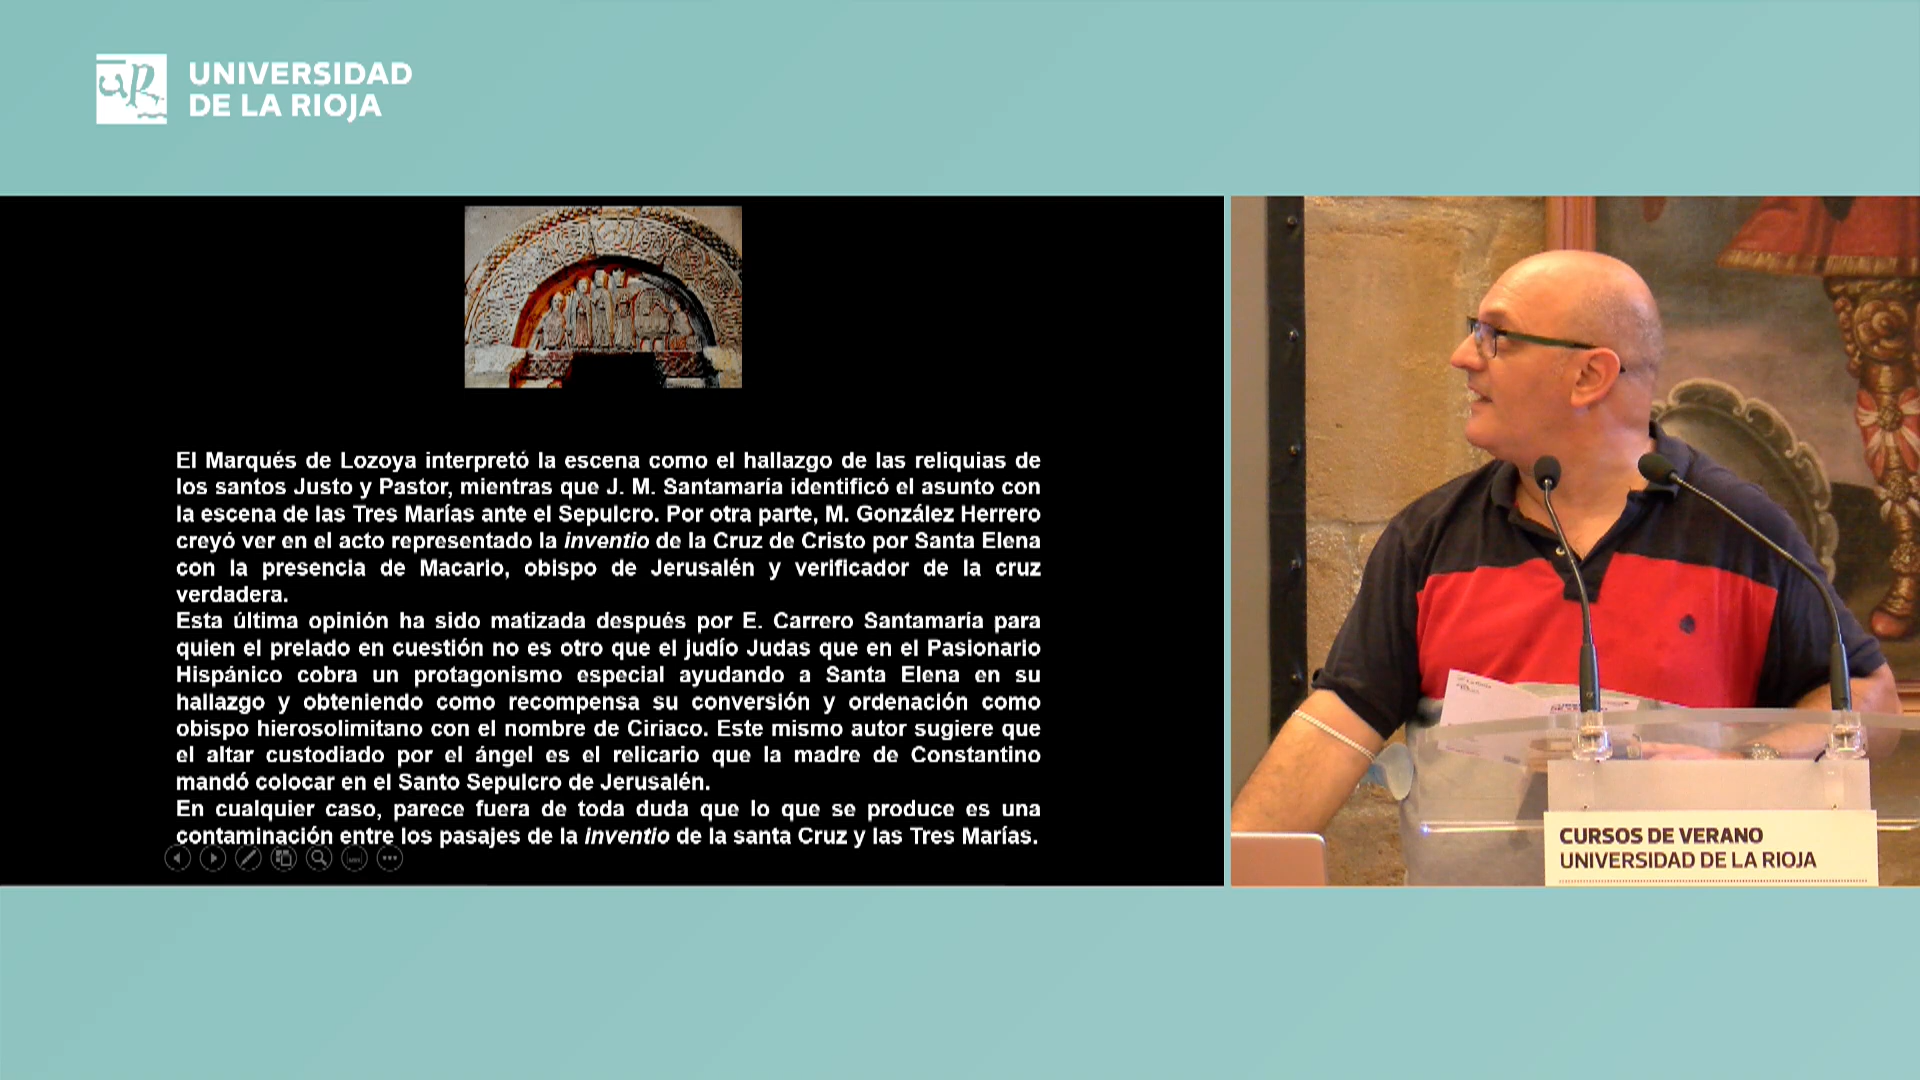 UNIVERSIDAD
DE LA RIOJA
El Marqués de Lozoya interpretó la escena como el hallazgo de las reliquias de
los santos Justo y Pastor, mientras que J. M. Santamaría identificó el asunto con
la escena de las Tres Marías ante el Sepulcro. Por otra parte, M. González Herrero
creyó ver en el acto representado la inventio de la Cruz de Cristo por Santa Elena
con la presencia de Macario, obispo de Jerusalén y verificador de la cruz
verdadera.
Esta última opinión ha sido matizada después por E. Carrero Santamaría para
quien el prelado en cuestión no es otro que el judío Judas que en el Pasionario
Hispánico cobra un protagonismo especial ayudando a Santa Elena en su
hallazgo y obteniendo como recompensa su conversión y ordenación como
obispo hierosolimitano con el nombre de Ciriaco. Este mismo autor sugiere que
el altar custodiado por el ángel es el relicario que la madre de Constantino
mandó colocar en el Santo Sepulcro de Jerusalén.
En cualquier caso, parece fuera de toda duda que lo que se produce es una
contaminación entre los pasajes de la inventio de la santa Cruz y las Tres Marías.
CURSOS DE VERANO
UNIVERSIDAD DE LA RIOJA